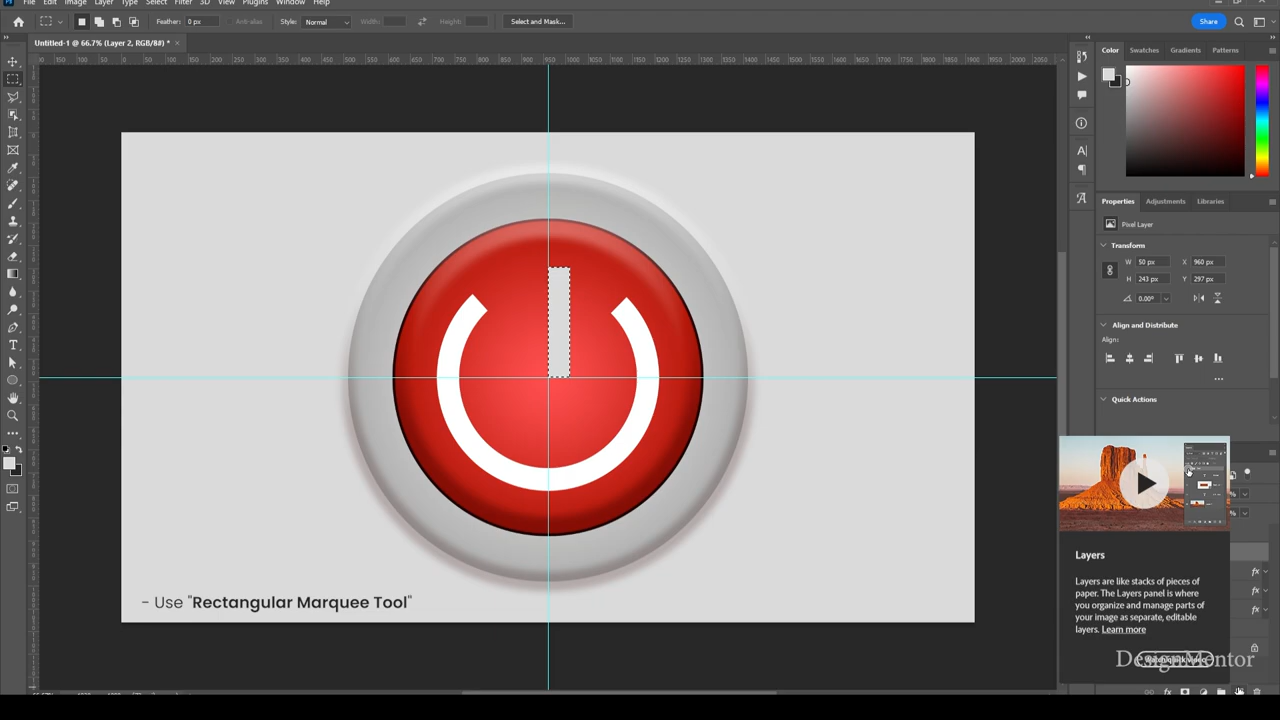 File Edit Image Layer Type Select Filter 3D View Plugins Window Help
Feather: 0 px Anti-alias Style: Normal Width: Height: Select and Mask... Share
Untitled-1 @ 66.7% (Layer 2, RGB/8#) * ×
Color Swatches Gradients Patterns
Properties Adjustments Libraries
Pixel Layer
Transform
W 50 px X 960 px
H 243 px Y 297 px
0.00°
Align and Distribute
Align:
Quick Actions
Layers
Layers are like stacks of pieces of
paper. The Layers panel is where
you organize and manage parts of
your image as separate, editable
layers. Learn more
- Use "Rectangular Marquee Tool"
DesignMentor